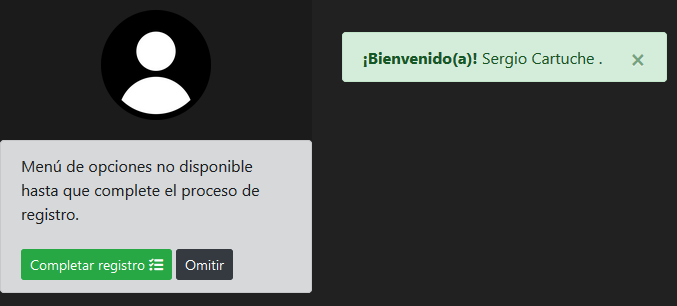 ¡Bienvenido(a)! Sergio Cartuche . ×
Menú de opciones no disponible
hasta que complete el proceso de
registro.
Completar registro
Omitir